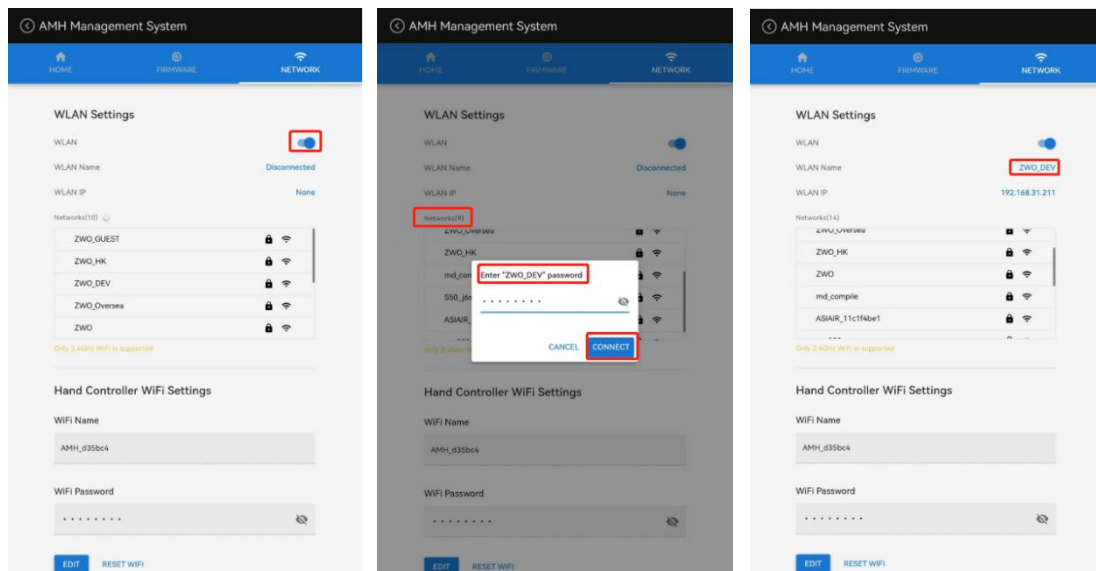 AMH Management System
HOME FIRMWARE NETWORK
WLAN Settings
WLAN
WLAN Name Disconnected
WLAN IP None
Networks(10)
ZWO_GUEST
ZWO_HK
ZWO_DEV
ZWO_Oversea
ZWO
Only 2.4GHz WiFi is supported
Hand Controller WiFi Settings
WiFi Name
AMH_d35bc4
WiFi Password
• • • • • • • •
EDIT RESET WIFI
AMH Management System
HOME FIRMWARE NETWORK
WLAN Settings
WLAN
WLAN Name Disconnected
WLAN IP None
Networks(9)
ZWO_Oversea
ZWO_HK
Enter "ZWO_DEV" password
• • • • • • • •
ASIAIR_
CANCEL CONNECT
Hand Controller WiFi Settings
WiFi Name
AMH_d35bc4
WiFi Password
• • • • • • • •
EDIT RESET WIFI
AMH Management System
HOME FIRMWARE NETWORK
WLAN Settings
WLAN
WLAN Name ZWO_DEV
WLAN IP 192.168.31.211
Networks(14)
ZWO_Oversea
ZWO_HK
ZWO
md_compile
ASIAIR_11c1f4be1
Only 2.4GHz WiFi is supported
Hand Controller WiFi Settings
WiFi Name
AMH_d35bc4
WiFi Password
• • • • • • • •
EDIT RESET WIFI